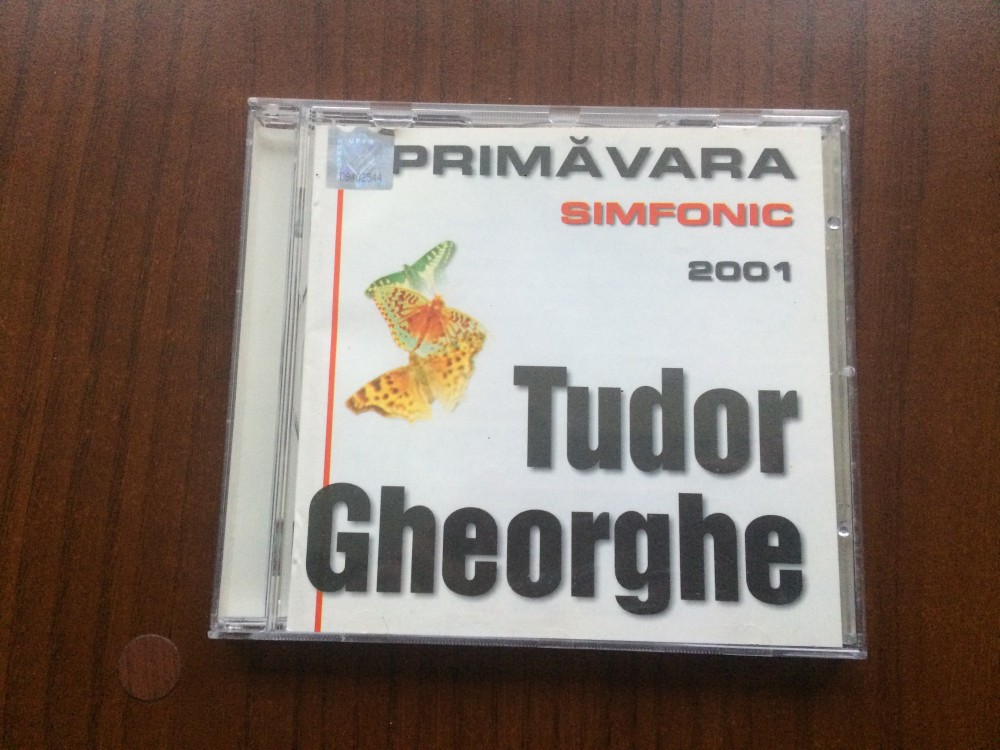 PRIMĂVARA
SIMFONIC
2001
Tudor
Gheorghe